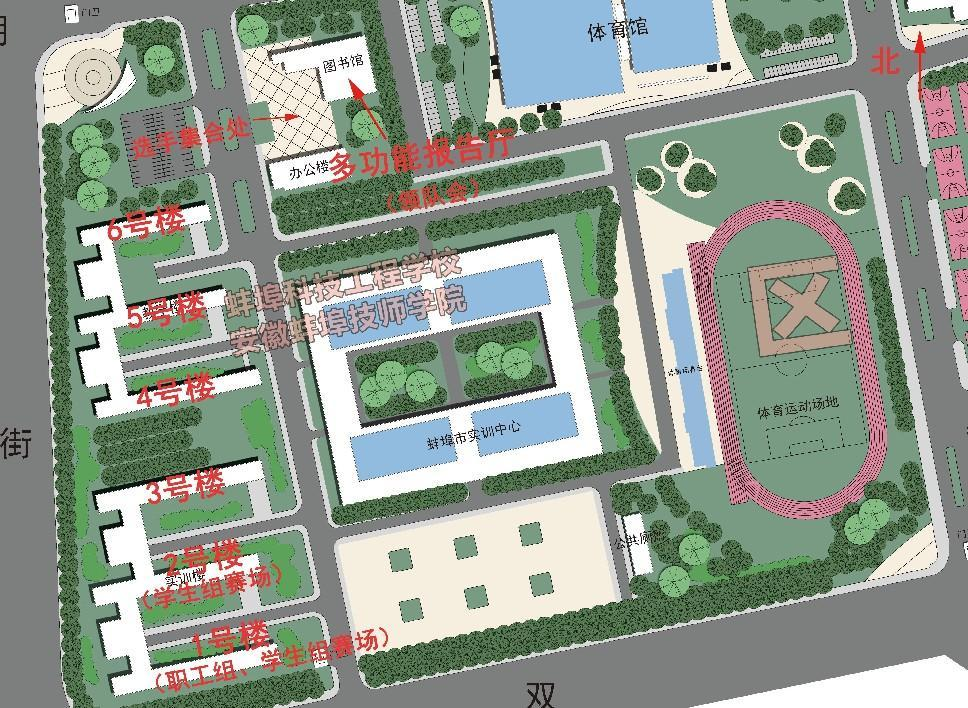 门卫
体育馆
北
图书馆
选手集合处
多功能报告厅
办公楼
（领队会）
6号楼
蚌埠科技工程学校
5号楼
安徽蚌埠技师学院
4号楼
体育运动场地
街
蚌埠市实训中心
3号楼
公共厕
2号楼
实训楼
（学生组赛场）
1号楼
（职工组、学生组赛场）
双